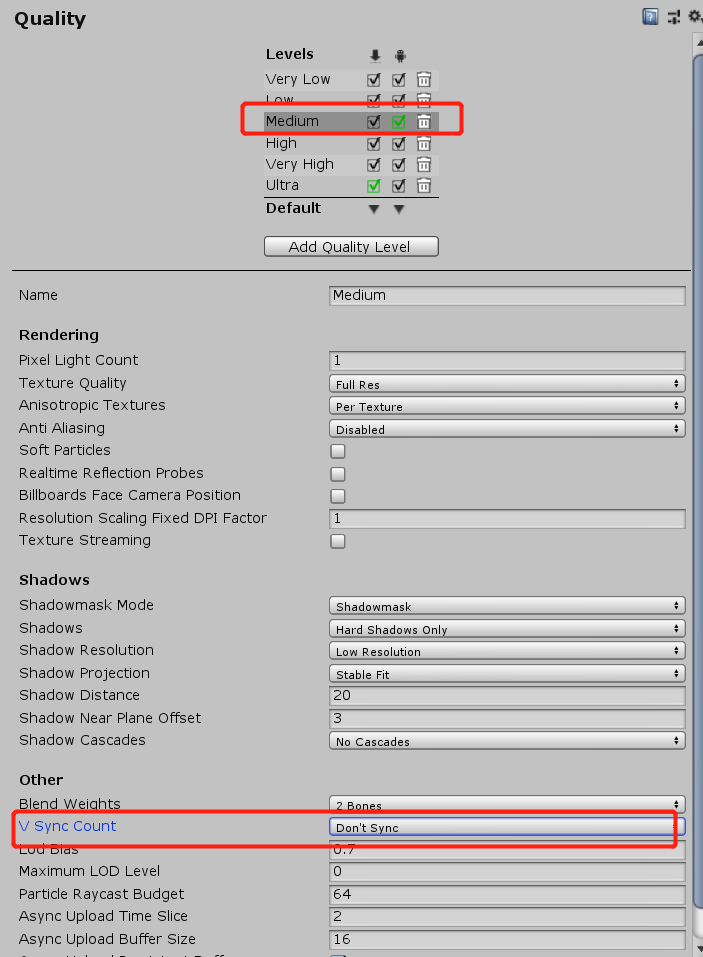 Quality
Levels
Very Low
Low
Medium
High
Very High
Ultra
Default
Add Quality Level
Name Medium
Rendering
Pixel Light Count 1
Texture Quality Full Res
Anisotropic Textures Per Texture
Anti Aliasing Disabled
Soft Particles
Realtime Reflection Probes
Billboards Face Camera Position
Resolution Scaling Fixed DPI Factor 1
Texture Streaming
Shadows
Shadowmask Mode Shadowmask
Shadows Hard Shadows Only
Shadow Resolution Low Resolution
Shadow Projection Stable Fit
Shadow Distance 20
Shadow Near Plane Offset 3
Shadow Cascades No Cascades
Other
Blend Weights 2 Bones
V Sync Count Don't Sync
Lod Bias 0.7
Maximum LOD Level 0
Particle Raycast Budget 64
Async Upload Time Slice 2
Async Upload Buffer Size 16